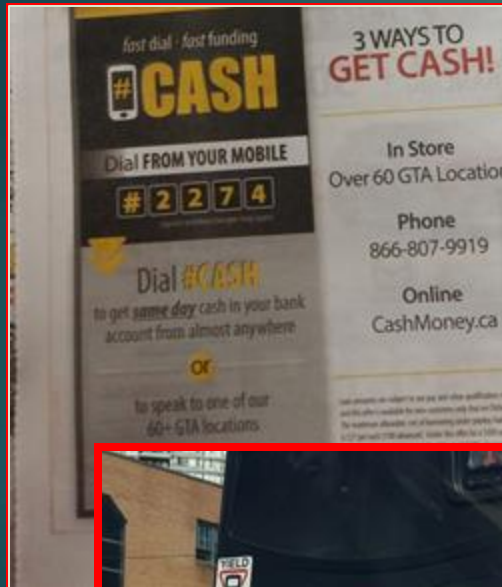 fast dial · fast funding
#CASH
Dial FROM YOUR MOBILE
#2274
Dial #CASH
to get same day cash in your bank
account from almost anywhere
or
to speak to one of our
60+ GTA locations
3 WAYS TO
GET CASH!
In Store
Over 60 GTA Location
Phone
866-807-9919
Online
CashMoney.ca
YIELD